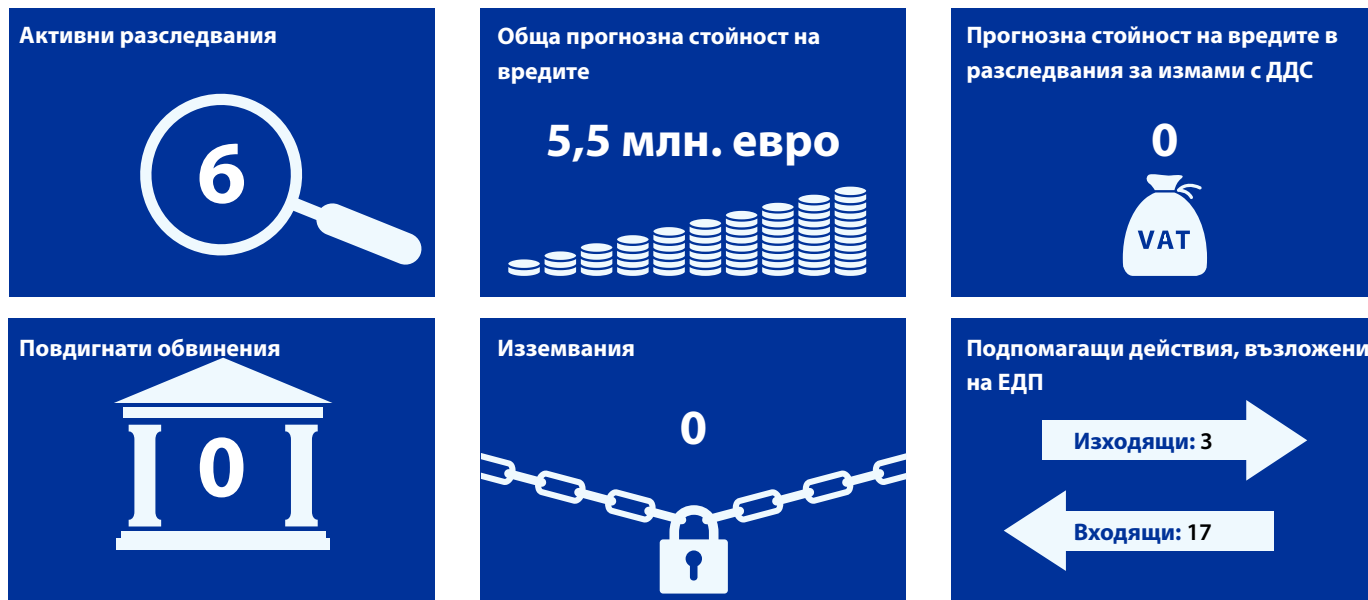 Активни разследвания
6
Обща прогнозна стойност на
вредите
5,5 млн. евро
Прогнозна стойност на вредите в
разследвания за измами с ДДС
0
VAT
Повдигнати обвинения
0
Изземвания
0
Подпомагащи действия, възложени
на ЕДП
Изходящи: 3
Входящи: 17